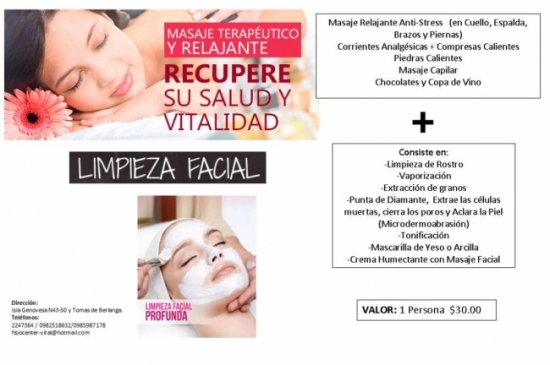 MASAJE TERAPÉUTICO
Y RELAJANTE
RECUPERE
SU SALUD Y
VITALIDAD
LIMPIEZA FACIAL
LIMPIEZA FACIAL
PROFUNDA
Dirección:
Isla Genovesa N43-50 y Tomas de Berlanga.
Teléfonos:
2247364 / 0982518632/0985987178
fisiocenter-vital@hotmail.com
Masaje Relajante Anti-Stress (en Cuello, Espalda,
Brazos y Piernas)
Corrientes Analgésicas + Compresas Calientes
Piedras Calientes
Masaje Capilar
Chocolates y Copa de Vino
+
Consiste en:
-Limpieza de Rostro
-Vaporización
-Extracción de granos
-Punta de Diamante, Extrae las células
muertas, cierra los poros y Aclara la Piel
(Microdermoabrasión)
-Tonificación
-Mascarilla de Yeso o Arcilla
-Crema Humectante con Masaje Facial
VALOR: 1 Persona $30.00